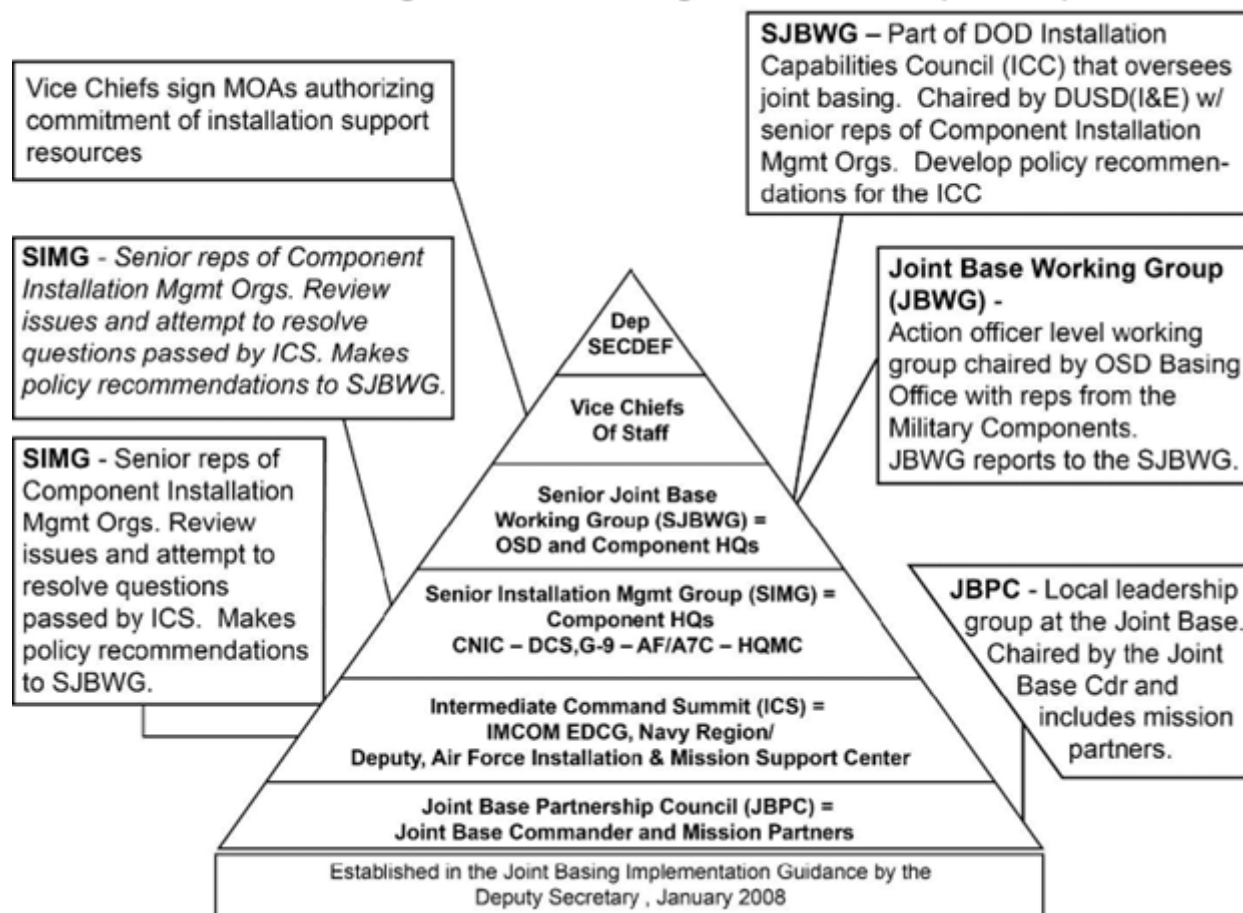 Vice Chiefs sign MOAs authorizing
commitment of installation support
resources
SJBWG – Part of DOD Installation
Capabilities Council (ICC) that oversees
joint basing. Chaired by DUSD(I&E) w/
senior reps of Component Installation
Mgmt Orgs. Develop policy recommen-
dations for the ICC
SIMG - Senior reps of Component
Installation Mgmt Orgs. Review
issues and attempt to resolve
questions passed by ICS. Makes
policy recommendations to SJBWG.
Joint Base Working Group
(JBWG) -
Action officer level working
group chaired by OSD Basing
Office with reps from the
Military Components.
JBWG reports to the SJBWG.
SIMG - Senior reps of
Component Installation
Mgmt Orgs. Review
issues and attempt to
resolve questions
passed by ICS. Makes
policy recommendations
to SJBWG.
JBPC - Local leadership
group at the Joint Base.
Chaired by the Joint
Base Cdr and
includes mission
partners.
Dep
SECDEF
Vice Chiefs
Of Staff
Senior Joint Base
Working Group (SJBWG) =
OSD and Component HQs
Senior Installation Mgmt Group (SIMG) =
Component HQs
CNIC – DCS,G-9 – AF/A7C – HQMC
Intermediate Command Summit (ICS) =
IMCOM EDCG, Navy Region/
Deputy, Air Force Installation & Mission Support Center
Joint Base Partnership Council (JBPC) =
Joint Base Commander and Mission Partners
Established in the Joint Basing Implementation Guidance by the
Deputy Secretary , January 2008